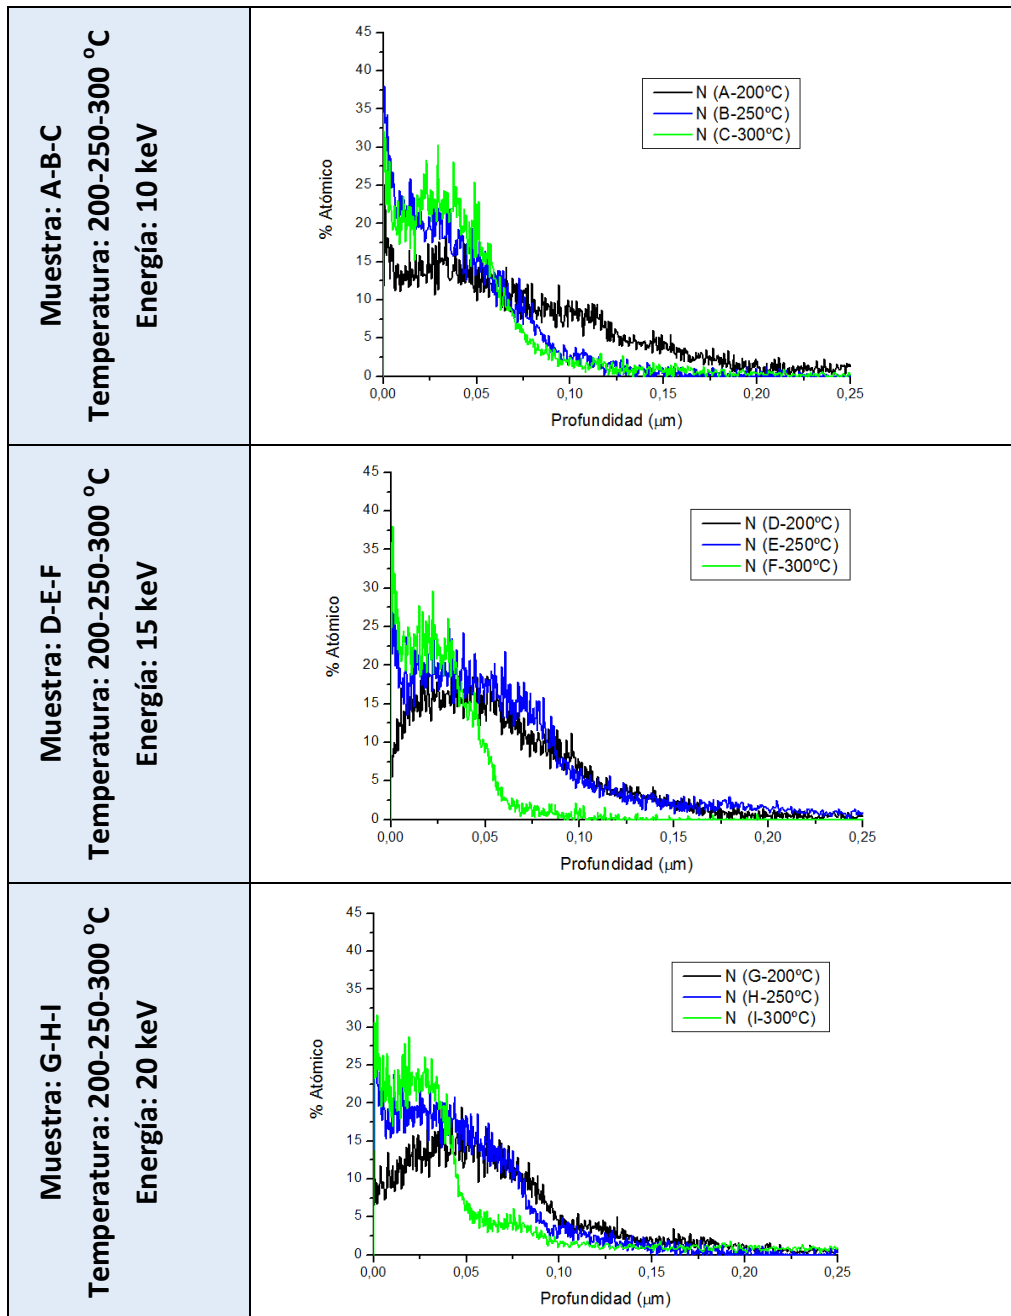 Muestra: A-B-C
Temperatura: 200-250-300 °C
Energía: 10 keV
45
40
35
30
25
20
15
10
5
0
% Atómico
N (A-200ºC)
N (B-250ºC)
N (C-300ºC)
0,00 0,05 0,10 0,15 0,20 0,25
Profundidad (μm)
Muestra: D-E-F
Temperatura: 200-250-300 °C
Energía: 15 keV
45
40
35
30
25
20
15
10
5
0
% Atómico
N (D-200ºC)
N (E-250ºC)
N (F-300ºC)
0,00 0,05 0,10 0,15 0,20 0,25
Profundidad (μm)
Muestra: G-H-I
Temperatura: 200-250-300 °C
Energía: 20 keV
45
40
35
30
25
20
15
10
5
0
% Atómico
N (G-200ºC)
N (H-250ºC)
N (I-300ºC)
0,00 0,05 0,10 0,15 0,20 0,25
Profundidad (μm)